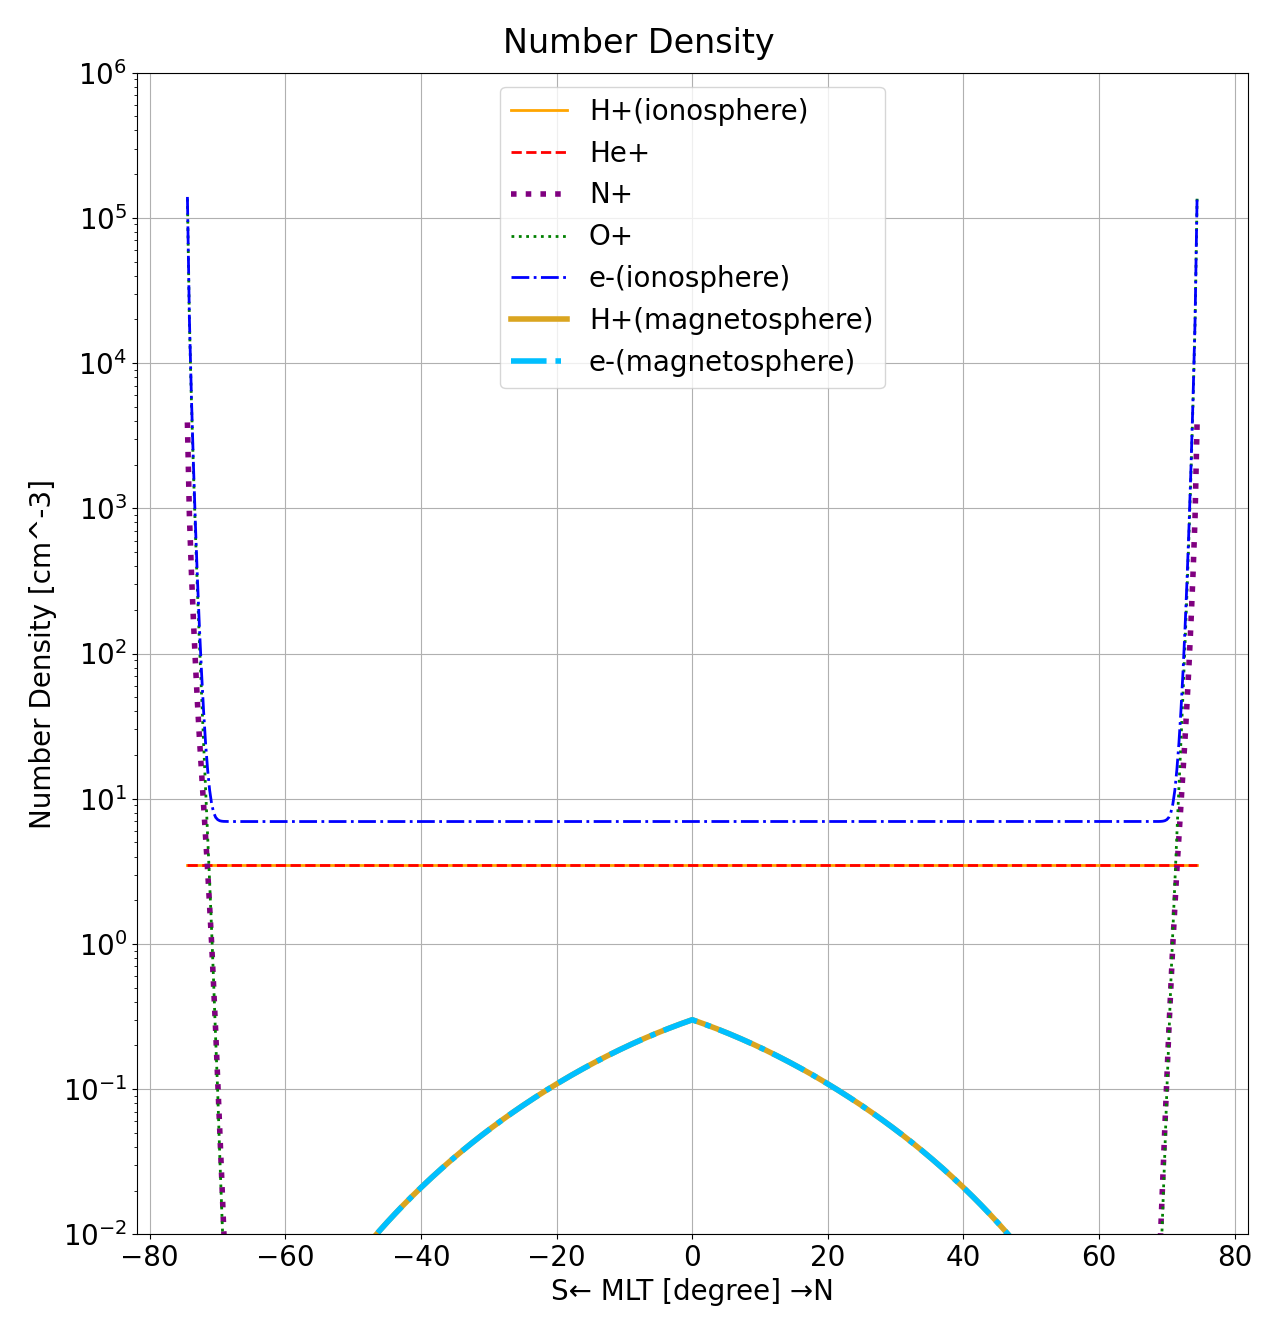 Number Density
10^6
10^5
10^4
10^3
10^2
10^1
10^0
10^−1
10^−2
Number Density [cm^-3]
H+(ionosphere)
He+
N+
O+
e-(ionosphere)
H+(magnetosphere)
e-(magnetosphere)
−80 −60 −40 −20 0 20 40 60 80
S← MLT [degree] →N